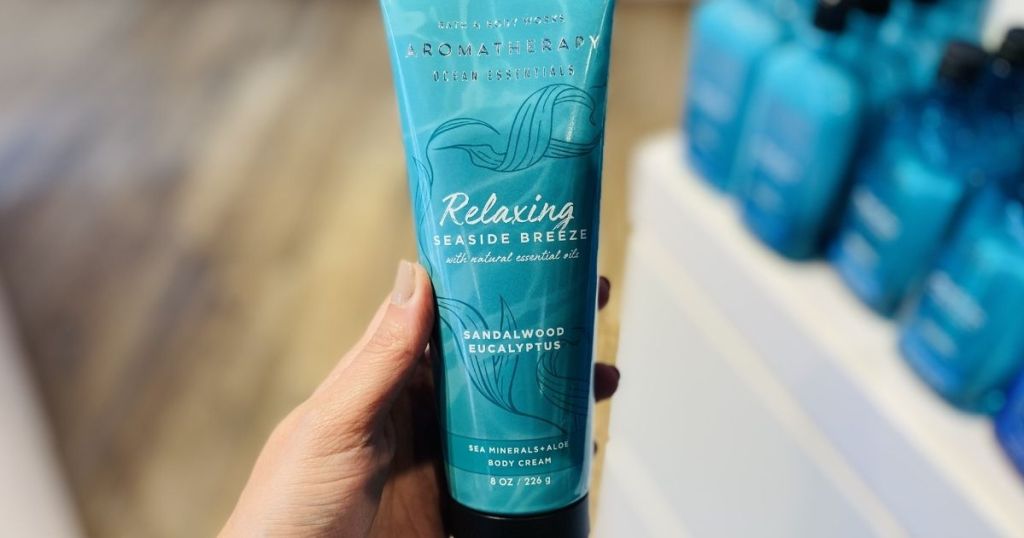 BATH & BODY WORKS
AROMATHERAPY
OCEAN ESSENTIALS
Relaxing
SEASIDE BREEZE
with natural essential oils
SANDALWOOD
EUCALYPTUS
SEA MINERALS+ALOE
BODY CREAM
8 OZ / 226 g